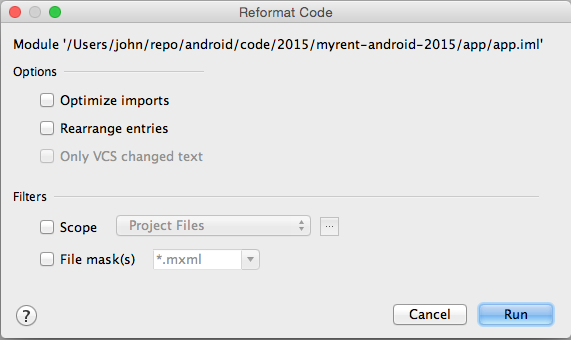 Reformat Code
Module '/Users/john/repo/android/code/2015/myrent-android-2015/app/app.iml'
Options
Optimize imports
Rearrange entries
Only VCS changed text
Filters
Scope Project Files ...
File mask(s) *.mxml
? Cancel Run